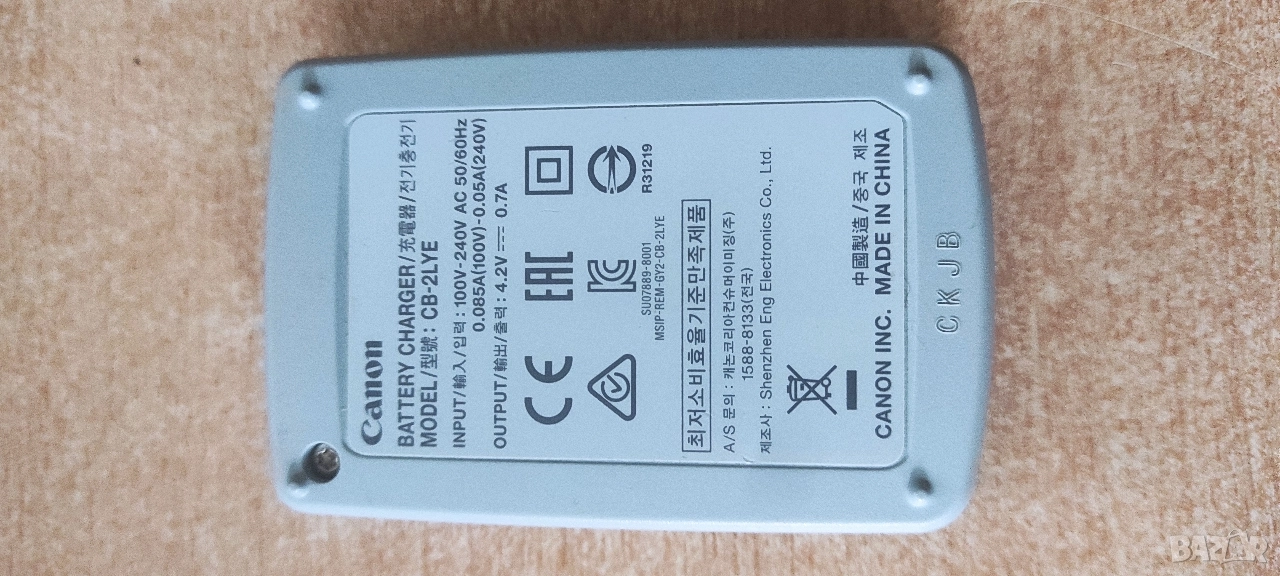 Canon
BATTERY CHARGER/充電器/전기충전기
MODEL/型號 : CB-2LYE
INPUT/輸入/입력 : 100V-240V AC 50/60Hz
0.085A(100V)-0.05A(240V)
OUTPUT/輸出/출력 : 4.2V 0.7A
CE EAC
R31219
SU07889-8001
MSIP-REM-GY2-CB-2LYE
최저소비효율기준만족제품
A/S 문의 : 캐논코리아컨슈머이미징(주)
1588-8133(전국)
제조사 : Shenzhen Eng Electronics Co., Ltd.
中國製造/중국 제조
CANON INC. MADE IN CHINA
C K J B
BAZAR